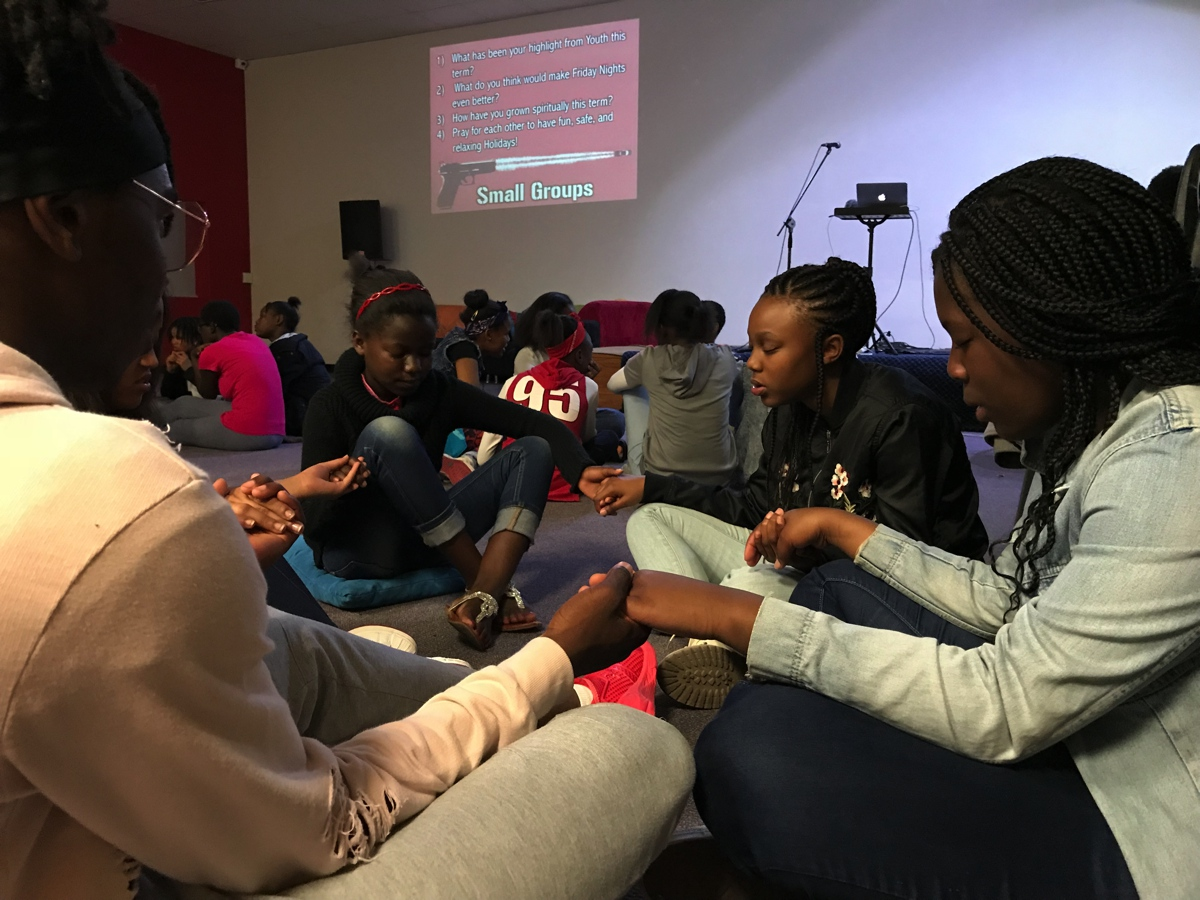 1) What has been your highlight from Youth this
term?
2) What do you think would make Friday Nights
even better?
3) How have you grown spiritually this term?
4) Pray for each other to have fun, safe, and
relaxing Holidays!
Small Groups
95